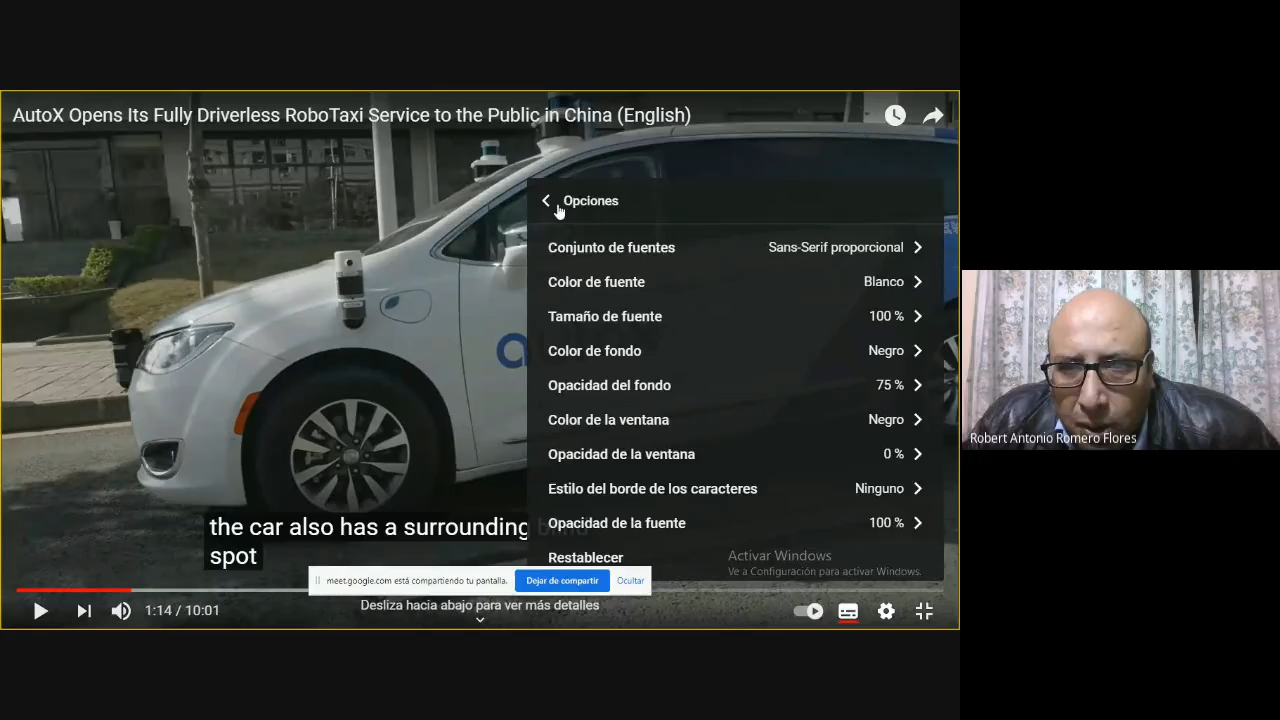 AutoX Opens Its Fully Driverless RoboTaxi Service to the Public in China (English)
Opciones
Conjunto de fuentes Sans-Serif proporcional
Color de fuente Blanco
Tamaño de fuente 100 %
Color de fondo Negro
Opacidad del fondo 75 %
Color de la ventana Negro
Opacidad de la ventana 0 %
Estilo del borde de los caracteres Ninguno
Opacidad de la fuente 100 %
Restablecer
the car also has a surrounding blind
spot
Activar Windows
Ve a Configuración para activar Windows.
meet.google.com está compartiendo tu pantalla. Dejar de compartir Ocultar
Desliza hacia abajo para ver más detalles
1:14 / 10:01
Robert Antonio Romero Flores